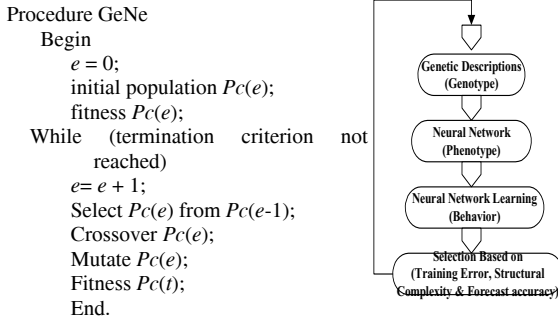 Procedure GeNe
Begin
e = 0;
initial population Pc(e);
fitness Pc(e);
While (termination criterion not
reached)
e= e + 1;
Select Pc(e) from Pc(e-1);
Crossover Pc(e);
Mutate Pc(e);
Fitness Pc(t);
End.
Genetic Descriptions
(Genotype)
Neural Network
(Phenotype)
Neural Network Learning
(Behavior)
Selection Based on
(Training Error, Structural
Complexity & Forecast accuracy)